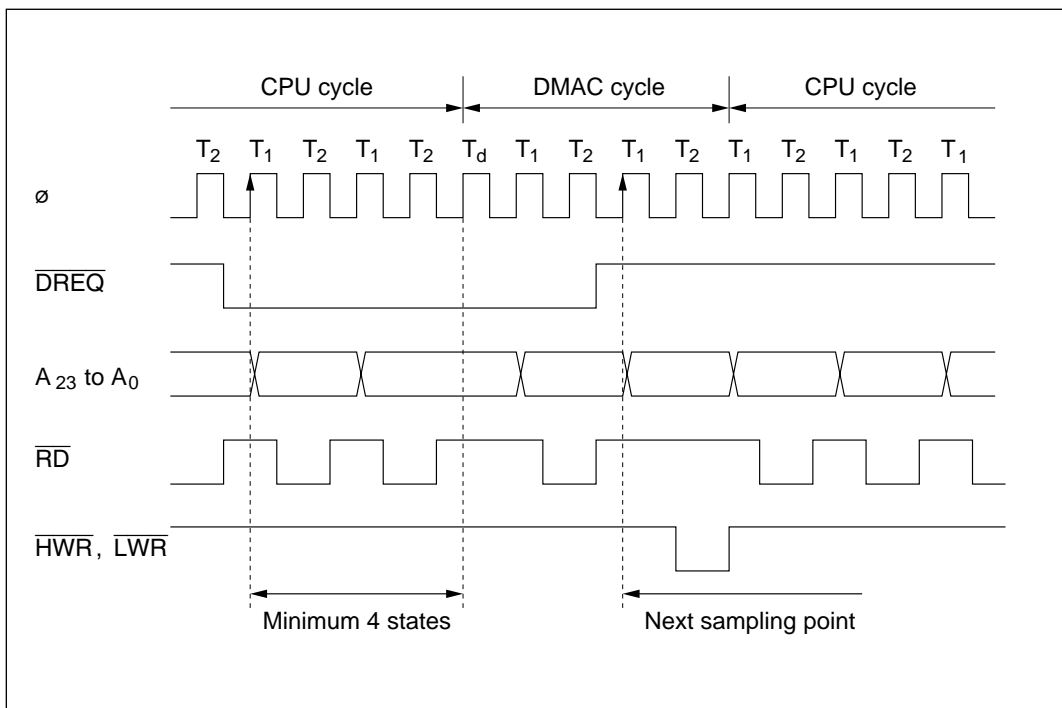 CPU cycle DMAC cycle CPU cycle
T2 T1 T2 T1 T2 Td T1 T2 T1 T2 T1 T2 T1 T2 T1
ø
DREQ
A23 to A0
RD
HWR, LWR
Minimum 4 states Next sampling point